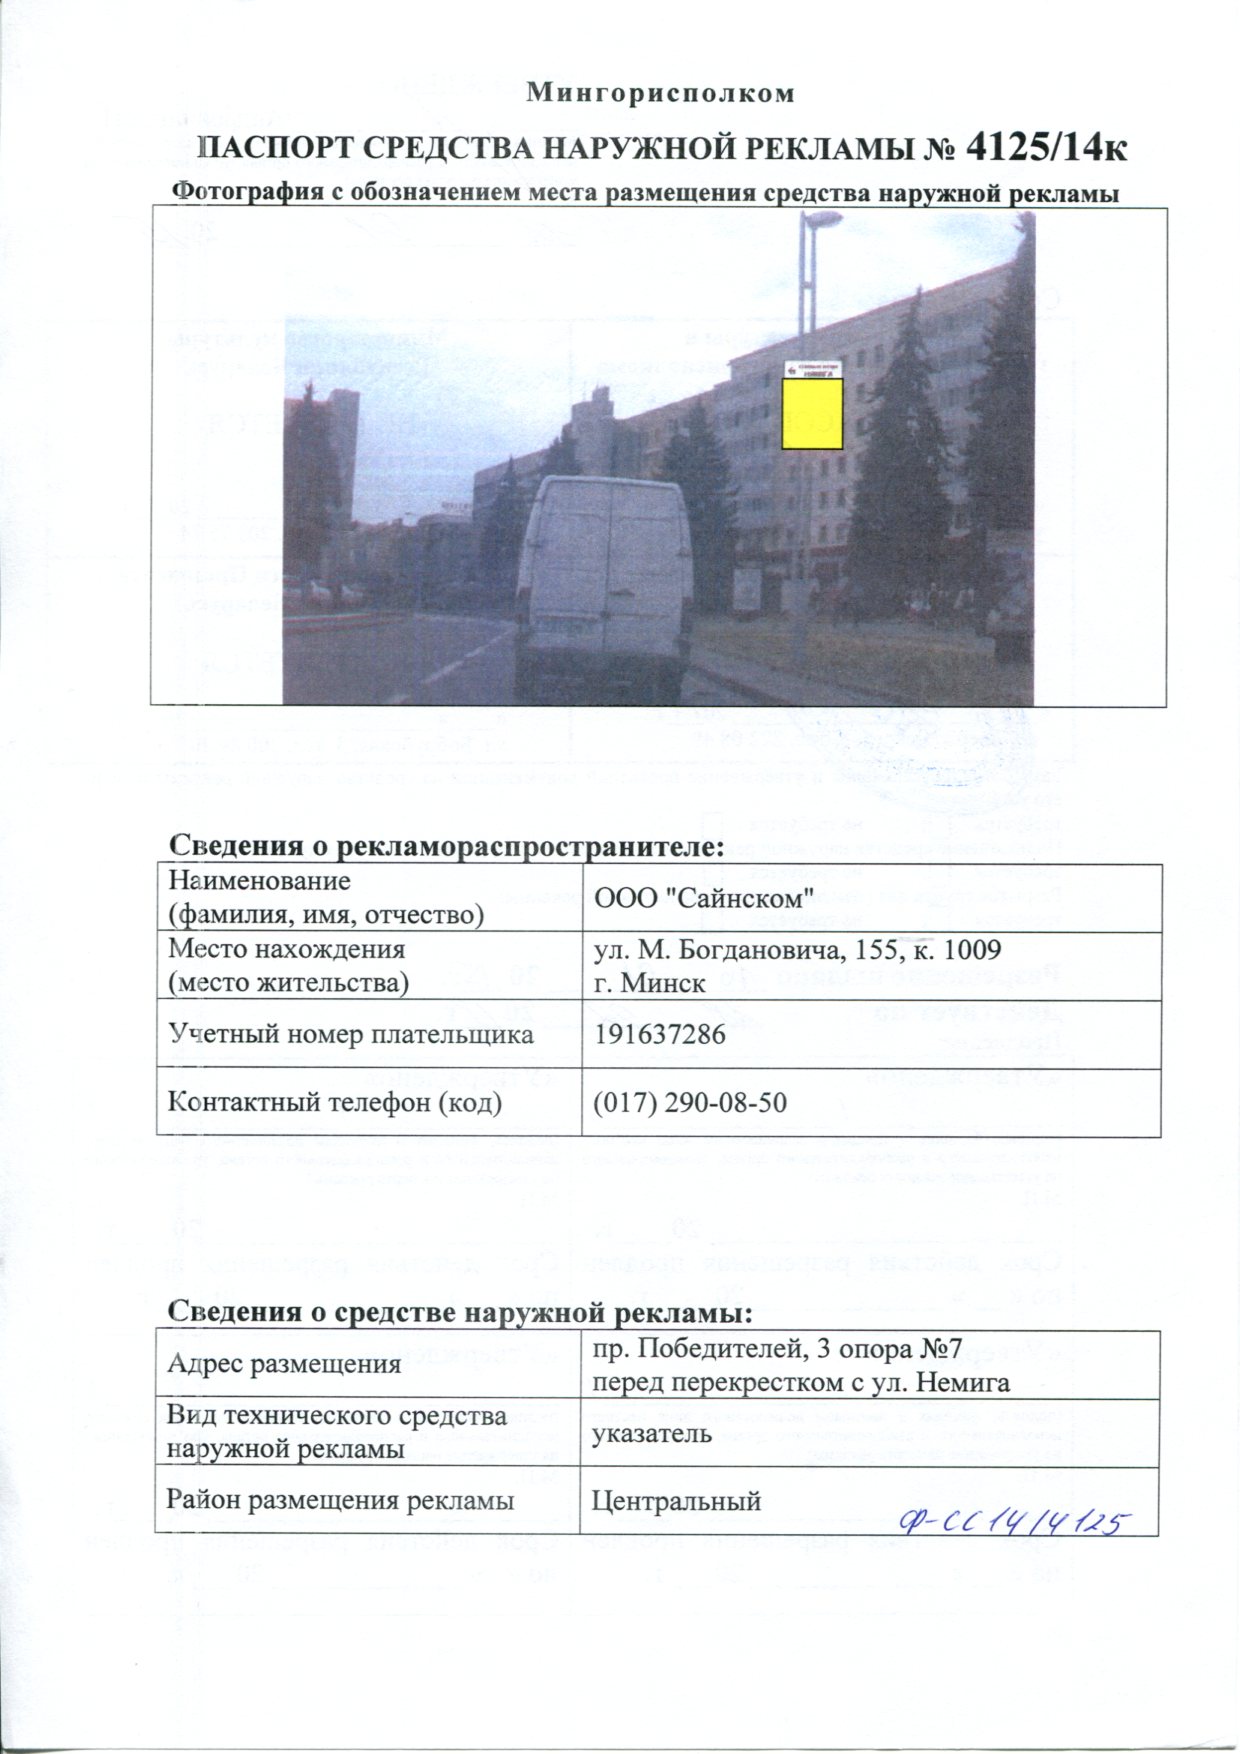 Мингорисполком
ПАСПОРТ СРЕДСТВА НАРУЖНОЙ РЕКЛАМЫ № 4125/14к
Фотография с обозначением места размещения средства наружной рекламы
Сведения о рекламораспространителе:
Наименование
(фамилия, имя, отчество)
ООО "Сайнском"
Место нахождения
(место жительства)
ул. М. Богдановича, 155, к. 1009
г. Минск
Учетный номер плательщика
191637286
Контактный телефон (код)
(017) 290-08-50
Сведения о средстве наружной рекламы:
Адрес размещения
пр. Победителей, 3 опора №7
перед перекрестком с ул. Немига
Вид технического средства
наружной рекламы
указатель
Район размещения рекламы
Центральный
Ф-СС14/4125